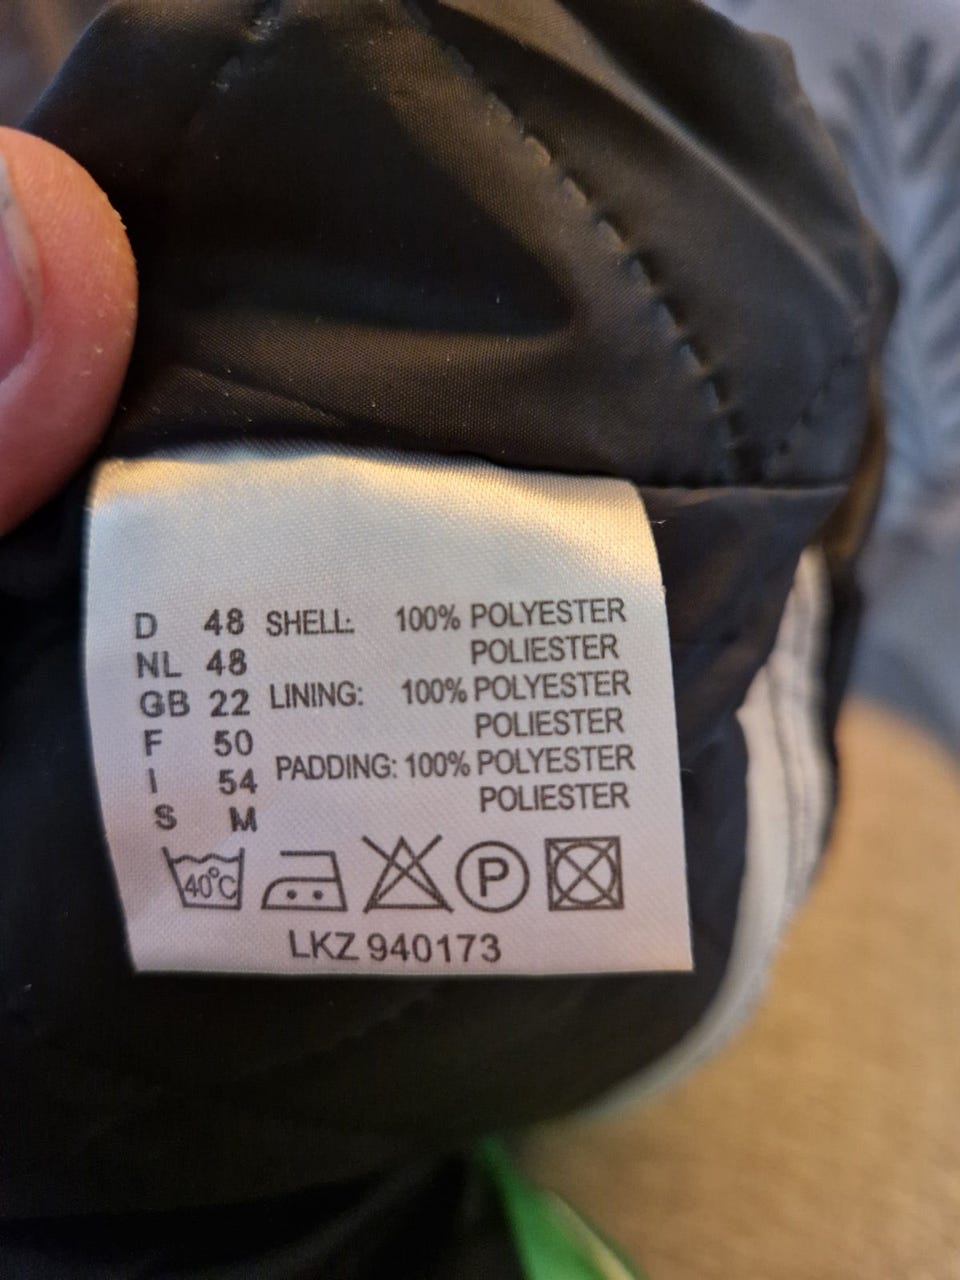 D 48 SHELL: 100% POLYESTER
NL 48 POLIESTER
GB 22 LINING: 100% POLYESTER
F 50 POLIESTER
I 54 PADDING: 100% POLYESTER
S M POLIESTER
40°C P
LKZ 940173